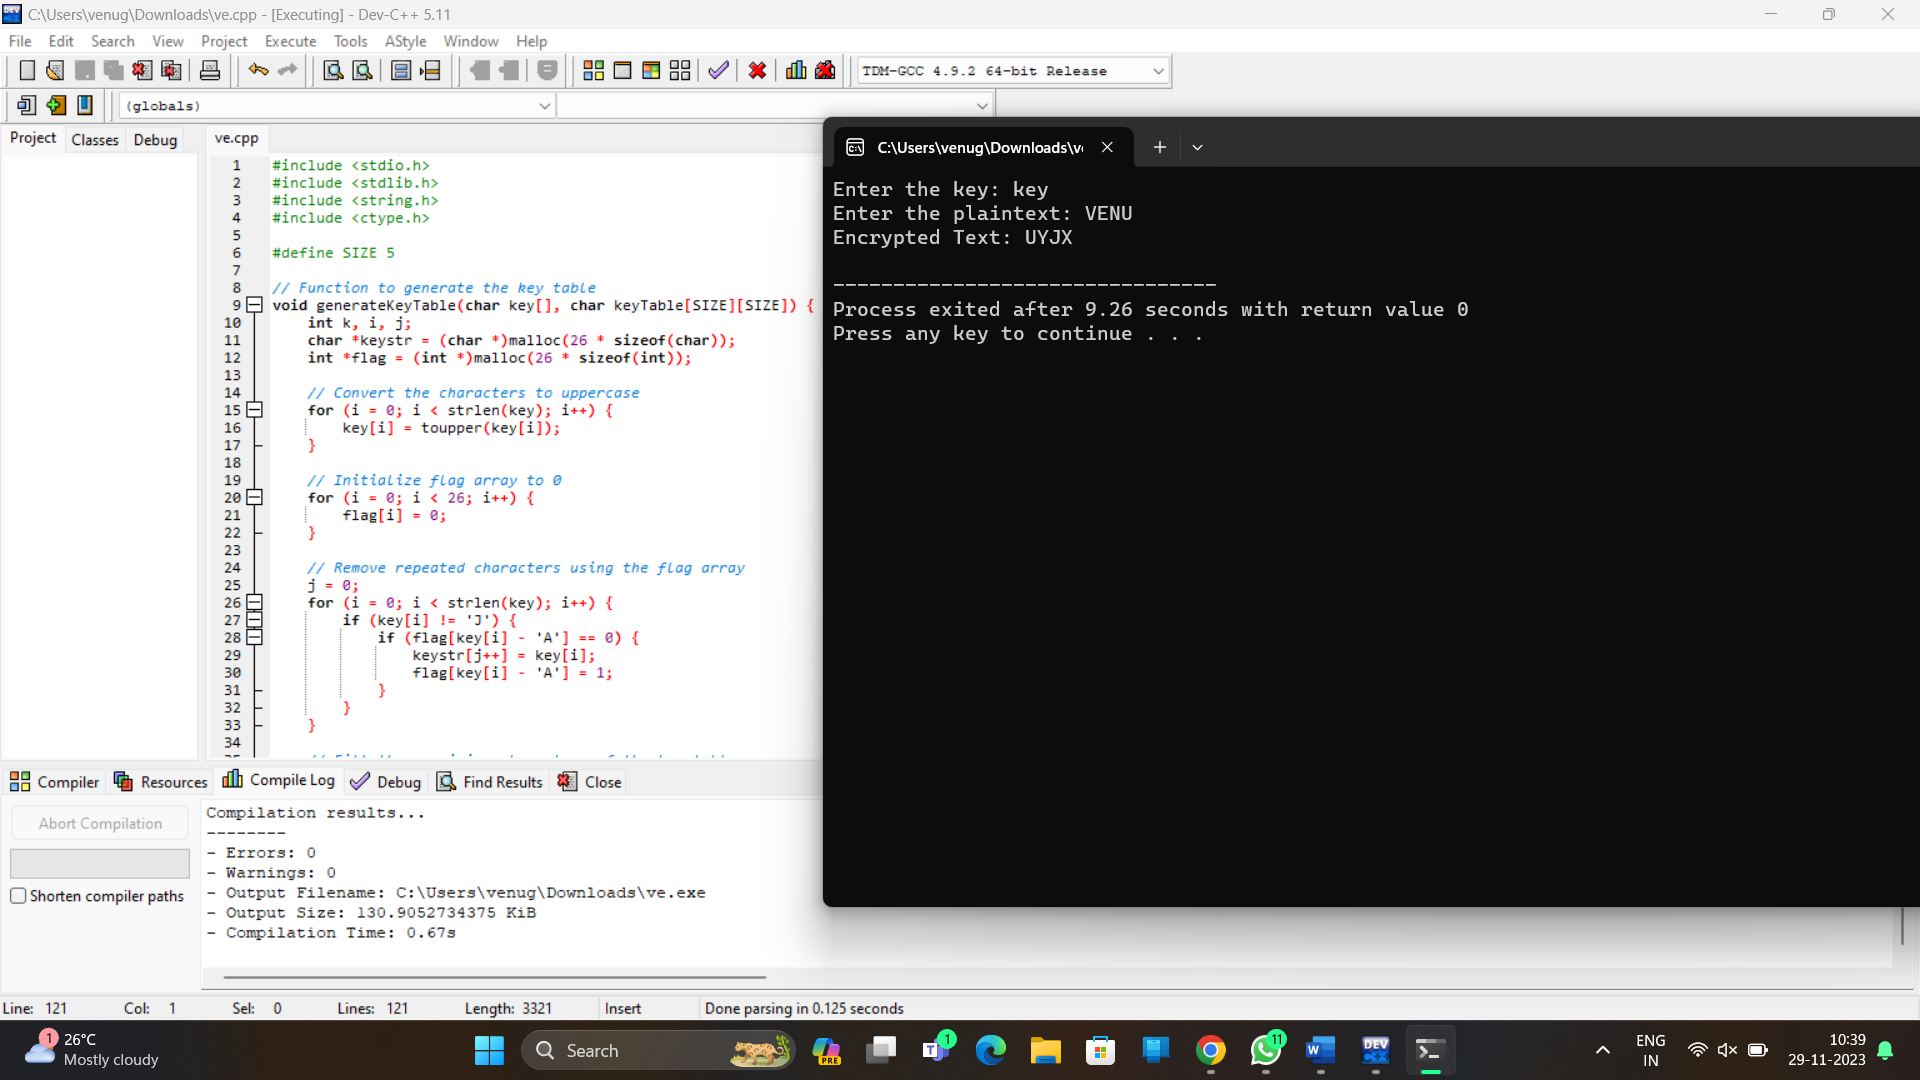 C:\Users\venug\Downloads\ve.cpp - [Executing] - Dev-C++ 5.11
File Edit Search View Project Execute Tools AStyle Window Help
TDM-GCC 4.9.2 64-bit Release
(globals)
Project Classes Debug
ve.cpp
1 #include <stdio.h>
2 #include <stdlib.h>
3 #include <string.h>
4 #include <ctype.h>
5
6 #define SIZE 5
7
8 // Function to generate the key table
9 void generateKeyTable(char key[], char keyTable[SIZE][SIZE]) {
10 int k, i, j;
11 char *keystr = (char *)malloc(26 * sizeof(char));
12 int *flag = (int *)malloc(26 * sizeof(int));
13
14 // Convert the characters to uppercase
15 for (i = 0; i < strlen(key); i++) {
16 key[i] = toupper(key[i]);
17 }
18
19 // Initialize flag array to 0
20 for (i = 0; i < 26; i++) {
21 flag[i] = 0;
22 }
23
24 // Remove repeated characters using the flag array
25 j = 0;
26 for (i = 0; i < strlen(key); i++) {
27 if (key[i] != 'J') {
28 if (flag[key[i] - 'A'] == 0) {
29 keystr[j++] = key[i];
30 flag[key[i] - 'A'] = 1;
31 }
32 }
33 }
34
C:\Users\venug\Downloads\v
Enter the key: key
Enter the plaintext: VENU
Encrypted Text: UYJX
--------------------------------
Process exited after 9.26 seconds with return value 0
Press any key to continue . . .
Compiler Resources Compile Log Debug Find Results Close
Abort Compilation
Shorten compiler paths
Compilation results...
--------
- Errors: 0
- Warnings: 0
- Output Filename: C:\Users\venug\Downloads\ve.exe
- Output Size: 130.9052734375 KiB
- Compilation Time: 0.67s
Line: 121 Col: 1 Sel: 0 Lines: 121 Length: 3321 Insert Done parsing in 0.125 seconds
1
26°C
Mostly cloudy
Search
PRE
T
1
11
W
DEV
C++
ENG
IN
10:39
29-11-2023